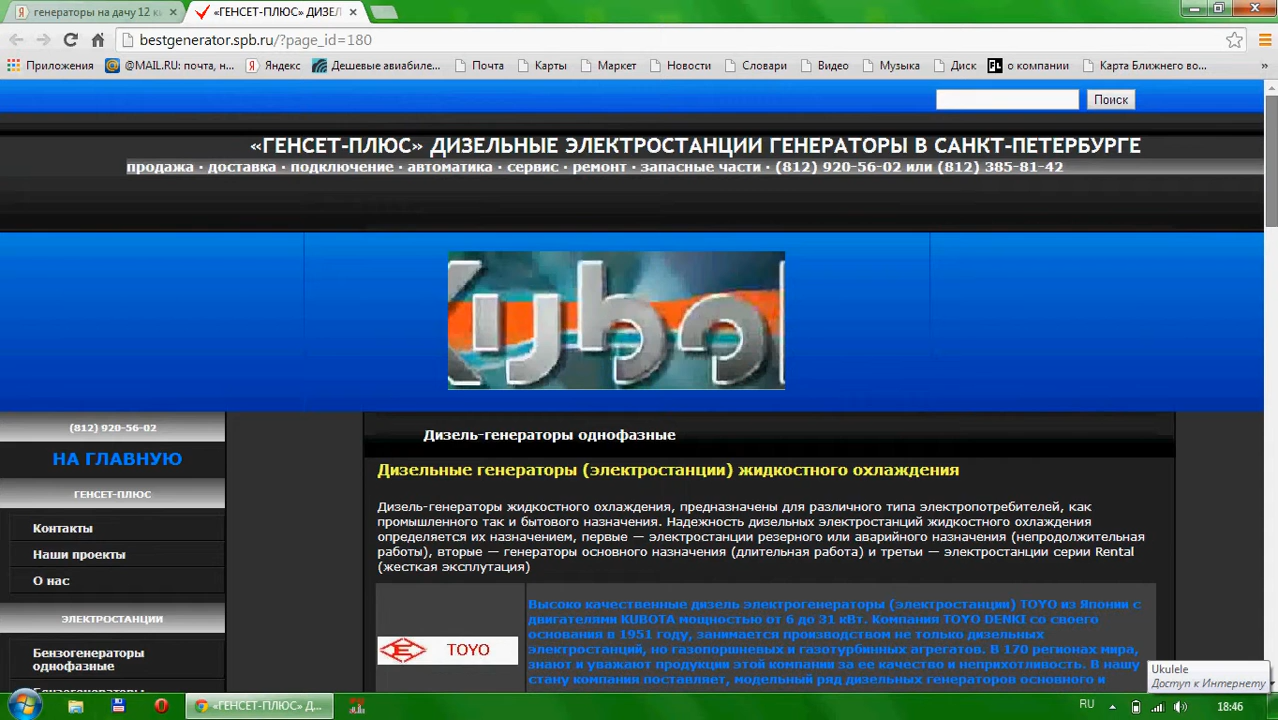 генераторы на дачу 12 к
«ГЕНСЕТ-ПЛЮС» ДИЗЕЛ
bestgenerator.spb.ru/?page_id=180
Приложения @MAIL.RU: почта, н... Яндекс Дешевые авиабиле... Почта Карты Маркет Новости Словари Видео Музыка Диск FL о компании Карта Ближнего во... »
Поиск
«ГЕНСЕТ-ПЛЮС» ДИЗЕЛЬНЫЕ ЭЛЕКТРОСТАНЦИИ ГЕНЕРАТОРЫ В САНКТ-ПЕТЕРБУРГЕ
продажа · доставка · подключение · автоматика · сервис · ремонт · запасные части · (812) 920-56-02 или (812) 385-81-42
Kubo
(812) 920-56-02
НА ГЛАВНУЮ
ГЕНСЕТ-ПЛЮС
Контакты
Наши проекты
О нас
ЭЛЕКТРОСТАНЦИИ
Бензогенераторы
однофазные
Дизель-генераторы однофазные
Дизельные генераторы (электростанции) жидкостного охлаждения
Дизель-генераторы жидкостного охлаждения, предназначены для различного типа электропотребителей, как
промышленного так и бытового назначения. Надежность дизельных электростанций жидкостного охлаждения
определяется их назначением, первые — электростанции резервого или аварийного назначения (непродолжительная
работы), вторые — генераторы основного назначения (длительная работа) и третьи — электростанции серии Rental
(жесткая эксплутация)
TOYO
Высоко качественные дизель электрогенераторы (электростанции) TOYO из Японии с
двигателями KUBOTA мощностью от 6 до 31 кВт. Компания TOYO DENKI со своего
основания в 1951 году, занимается производством не только дизельных
электростанций, но газопоршневых и газотурбинных агрегатов. В 170 регионах мира,
знают и уважают продукции этой компании за ее качество и неприхотливость. В нашу
стану компания поставляет, модельный ряд дизельных генераторов основного и
Ukulele
Доступ к Интернету
«ГЕНСЕТ-ПЛЮС» Д...
RU
18:46